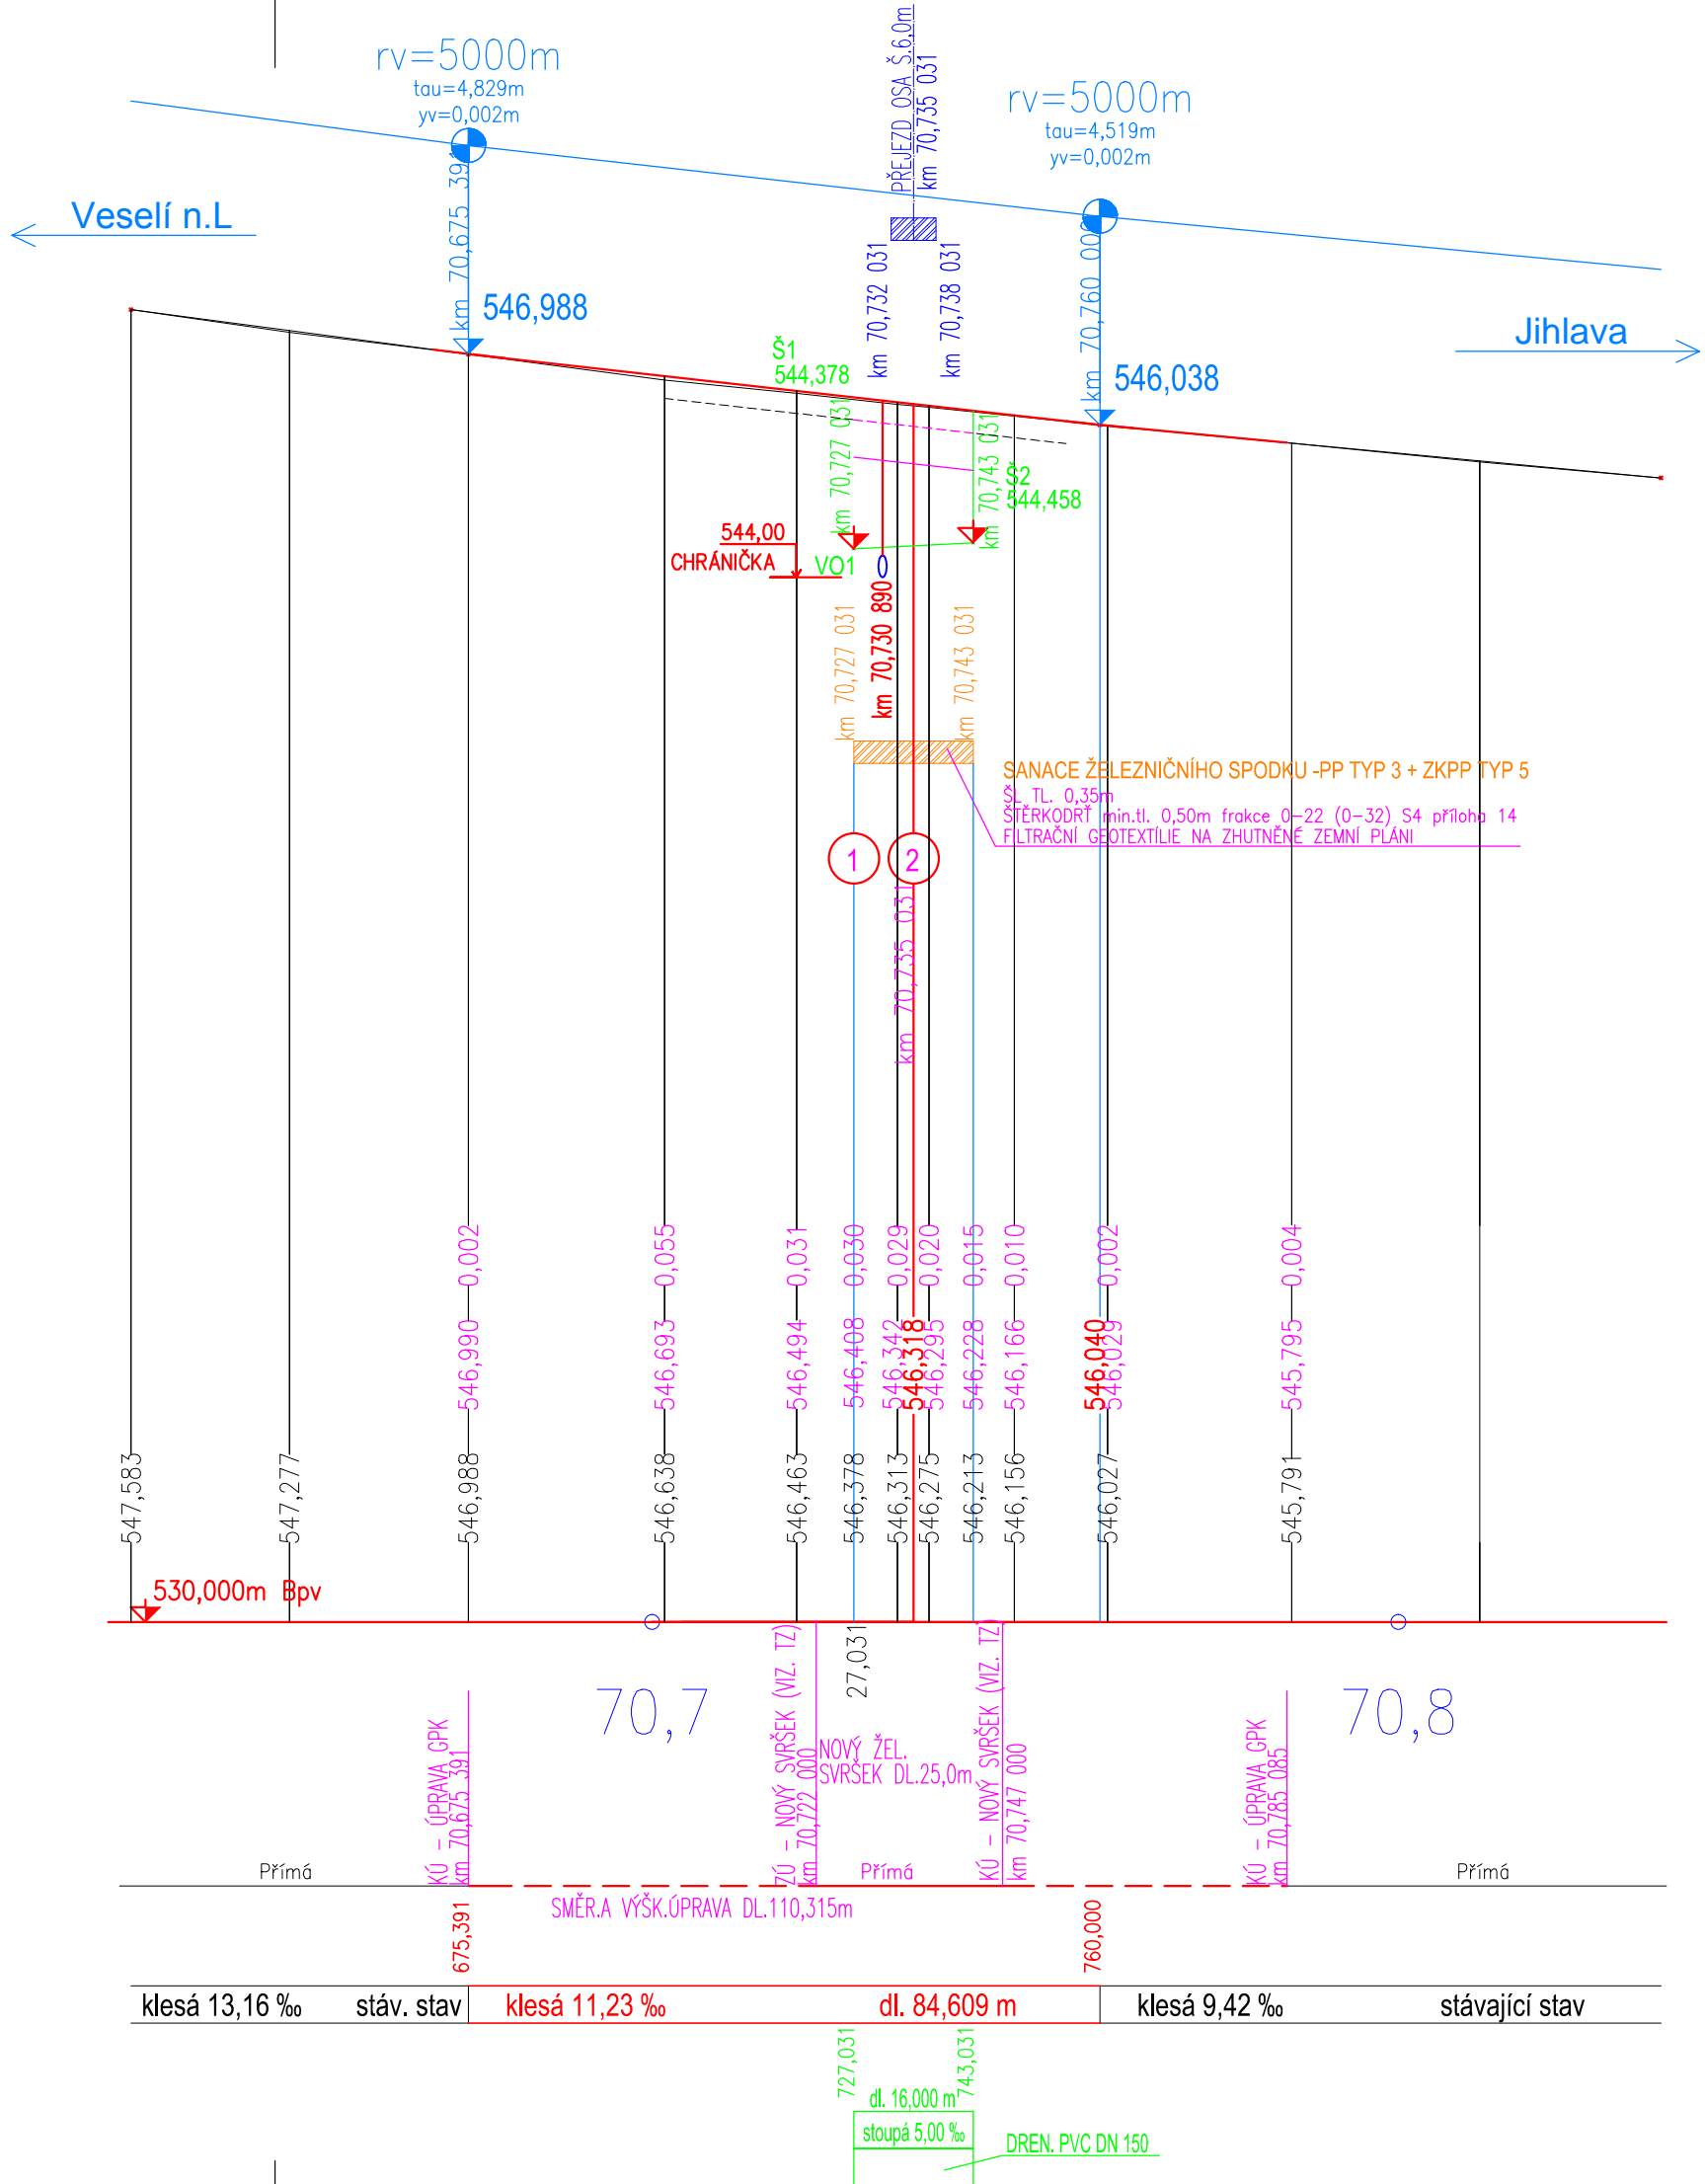 rv=5000m
tau=4,829m
yv=0,002m
PŘEJEZD OSA Š.6,0m
km 70,735 031
rv=5000m
tau=4,519m
yv=0,002m
Veselí n.L
Jihlava
km 70,675 391
546,988
km 70,732 031
km 70,738 031
km 70,760 000
546,038
Š1
544,378
km 70,727 031
km 70,743 031
Š2
544,458
544,00
CHRÁNIČKA
VO1
km 70,730 890
km 70,727 031
km 70,743 031
SANACE ŽELEZNIČNÍHO SPODKU -PP TYP 3 + ZKPP TYP 5
ŠL TL. 0,35m
ŠTĚRKODRŤ min.tl. 0,50m frakce 0-22 (0-32) S4 příloha 14
FILTRAČNÍ GEOTEXTÍLIE NA ZHUTNĚNÉ ZEMNÍ PLÁNI
1
2
km 70,735 031
0,002
0,055
0,031
0,030
0,029
0,020
0,015
0,010
0,002
0,004
546,990
546,693
546,494
546,408
546,342
546,318
546,295
546,228
546,166
546,040
546,029
545,795
547,583
547,277
546,988
546,638
546,463
546,378
546,313
546,275
546,213
546,156
546,027
545,791
530,000m Bpv
27,031
70,7
70,8
KÚ - ÚPRAVA GPK
km 70,675 391
ZÚ - NOVÝ SVRŠEK (VIZ. TZ)
km 70,722 000
NOVÝ ŽEL.
SVRŠEK DL.25,0m
KÚ - NOVÝ SVRŠEK (VIZ. TZ)
km 70,747 000
KÚ - ÚPRAVA GPK
km 70,785 085
Přímá
Přímá
Přímá
SMĚR.A VÝŠK.ÚPRAVA DL.110,315m
675,391
760,000
klesá 13,16 ‰
stáv. stav
klesá 11,23 ‰
dl. 84,609 m
klesá 9,42 ‰
stávající stav
727,031
743,031
dl. 16,000 m
stoupá 5,00 ‰
DREN. PVC DN 150